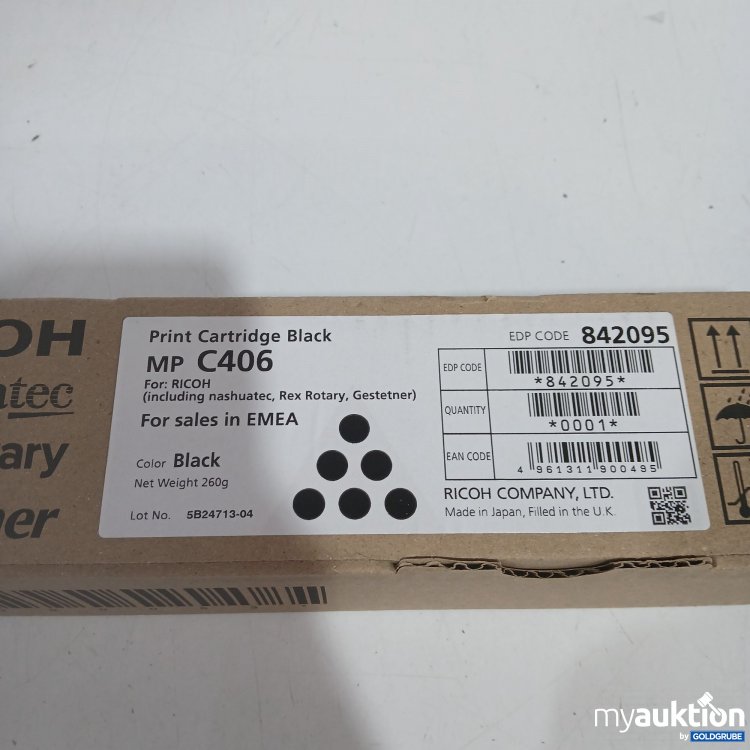 OH
atec
ary
ner
Print Cartridge Black
MP C406
For: RICOH
(including nashuatec, Rex Rotary, Gestetner)
For sales in EMEA
Color Black
Net Weight 260g
Lot No. 5B24713-04
EDP CODE 842095
EDP CODE
*842095*
QUANTITY
*0001*
EAN CODE
4 961311 900495
RICOH COMPANY, LTD.
Made in Japan, Filled in the U.K.
myauktion
by GOLDGRUBE